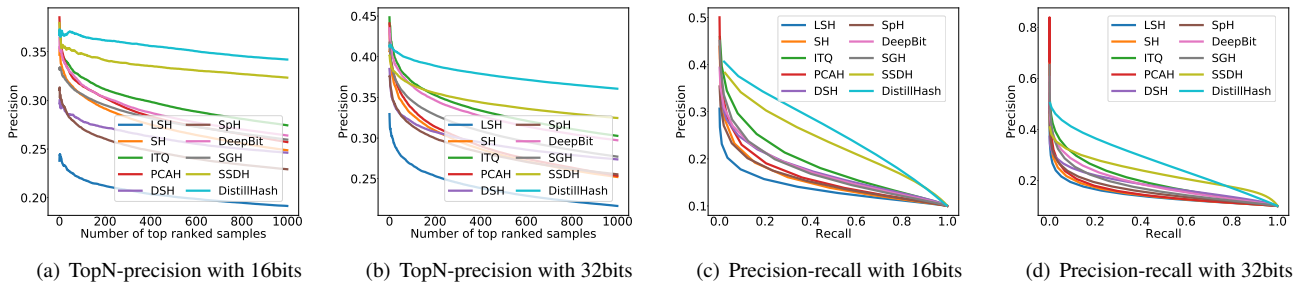 0.35
0.30
0.25
0.20
Precision
LSH
SH
ITQ
PCAH
DSH
SpH
DeepBit
SGH
SSDH
DistillHash
0 200 400 600 800 1000
Number of top ranked samples
(a) TopN-precision with 16bits
0.45
0.40
0.35
0.30
0.25
Precision
LSH
SH
ITQ
PCAH
DSH
SpH
DeepBit
SGH
SSDH
DistillHash
0 200 400 600 800 1000
Number of top ranked samples
(b) TopN-precision with 32bits
0.5
0.4
0.3
0.2
0.1
Precision
LSH
SH
ITQ
PCAH
DSH
SpH
DeepBit
SGH
SSDH
DistillHash
0.0 0.2 0.4 0.6 0.8 1.0
Recall
(c) Precision-recall with 16bits
0.8
0.6
0.4
0.2
Precision
LSH
SH
ITQ
PCAH
DSH
SpH
DeepBit
SGH
SSDH
DistillHash
0.0 0.2 0.4 0.6 0.8 1.0
Recall
(d) Precision-recall with 32bits